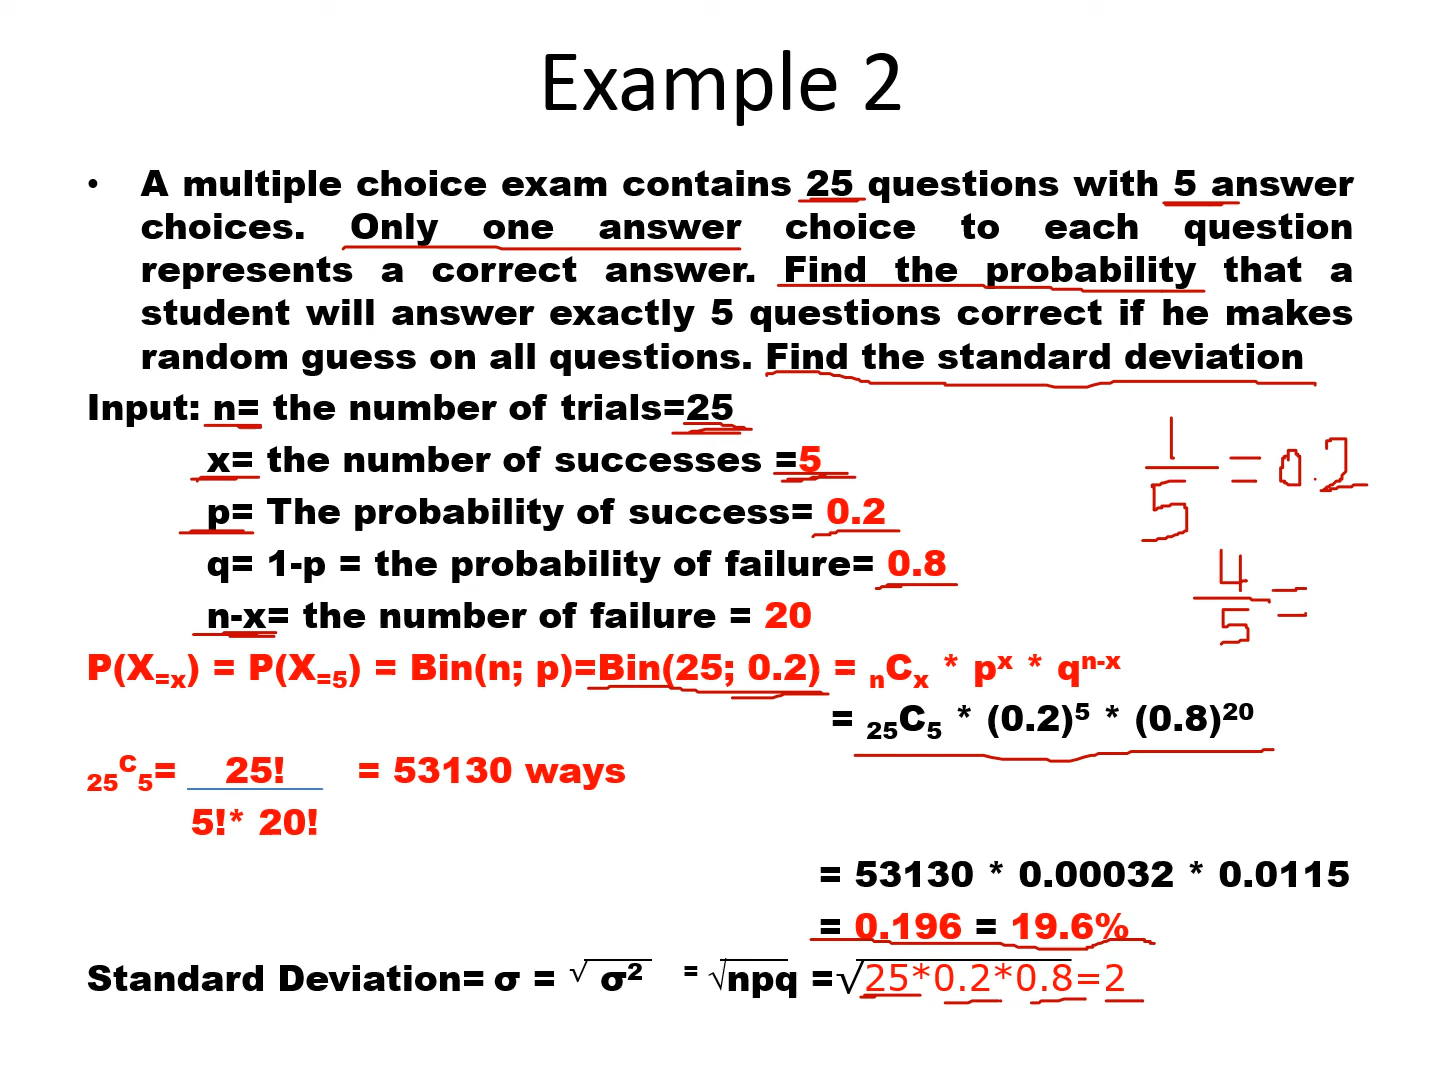 Example 2
• A multiple choice exam contains 25 questions with 5 answer
choices. Only one answer choice to each question
represents a correct answer. Find the probability that a
student will answer exactly 5 questions correct if he makes
random guess on all questions. Find the standard deviation
Input: n= the number of trials=25
x= the number of successes =5
p= The probability of success= 0.2
q= 1-p = the probability of failure= 0.8
n-x= the number of failure = 20
1/5 = 0.2
4/5 =
P(X=x) = P(X=5) = Bin(n; p)=Bin(25; 0.2) = nCx * p^x * q^n-x
= 25C5 * (0.2)^5 * (0.8)^20
25C5= 25! = 53130 ways
5!* 20!
= 53130 * 0.00032 * 0.0115
= 0.196 = 19.6%
Standard Deviation= σ = √ σ² = √npq =√25*0.2*0.8=2